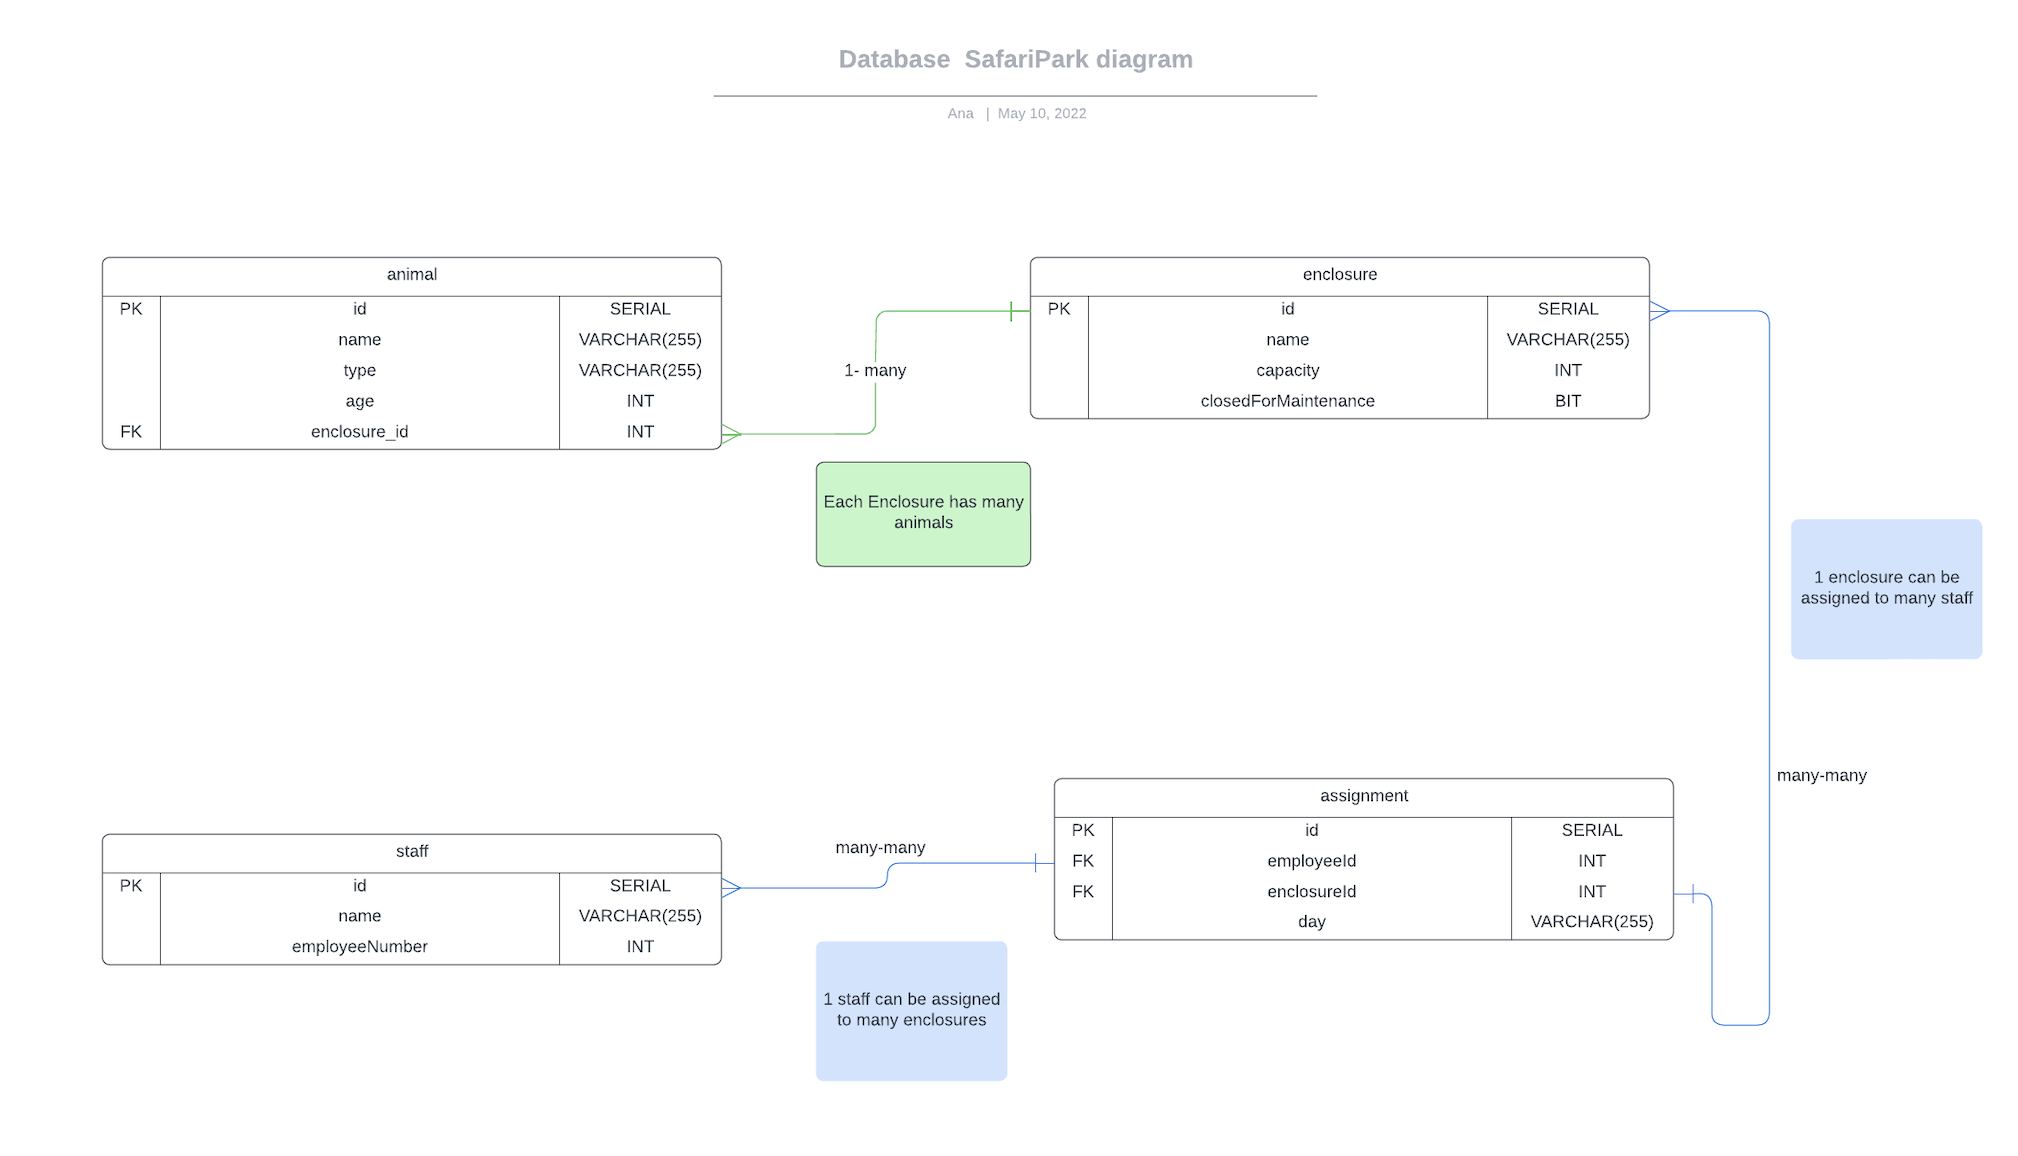 Database  SafariPark diagram
Ana   |  May 10, 2022
animal
PK id SERIAL
name VARCHAR(255)
type VARCHAR(255)
age INT
FK enclosure_id INT
1- many
Each Enclosure has many
animals
enclosure
PK id SERIAL
name VARCHAR(255)
capacity INT
closedForMaintenance BIT
1 enclosure can be
assigned to many staff
many-many
staff
PK id SERIAL
name VARCHAR(255)
employeeNumber INT
many-many
1 staff can be assigned
to many enclosures
assignment
PK id SERIAL
FK employeeId INT
FK enclosureId INT
day VARCHAR(255)